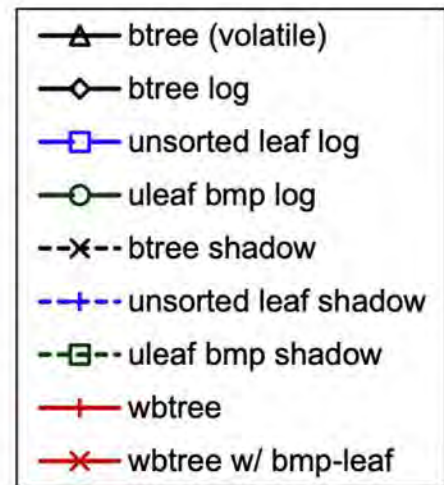 btree (volatile)
btree log
unsorted leaf log
uleaf bmp log
btree shadow
unsorted leaf shadow
uleaf bmp shadow
wbtree
wbtree w/ bmp-leaf